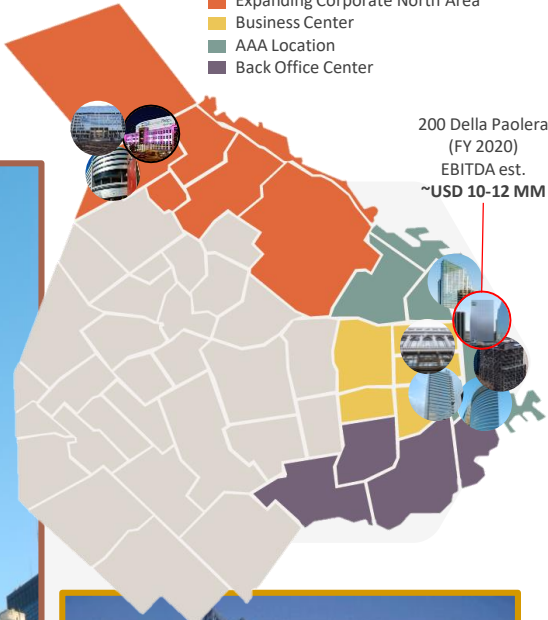 Expanding Corporate North Area
Business Center
AAA Location
Back Office Center
200 Della Paolera
(FY 2020)
EBITDA est.
~USD 10-12 MM